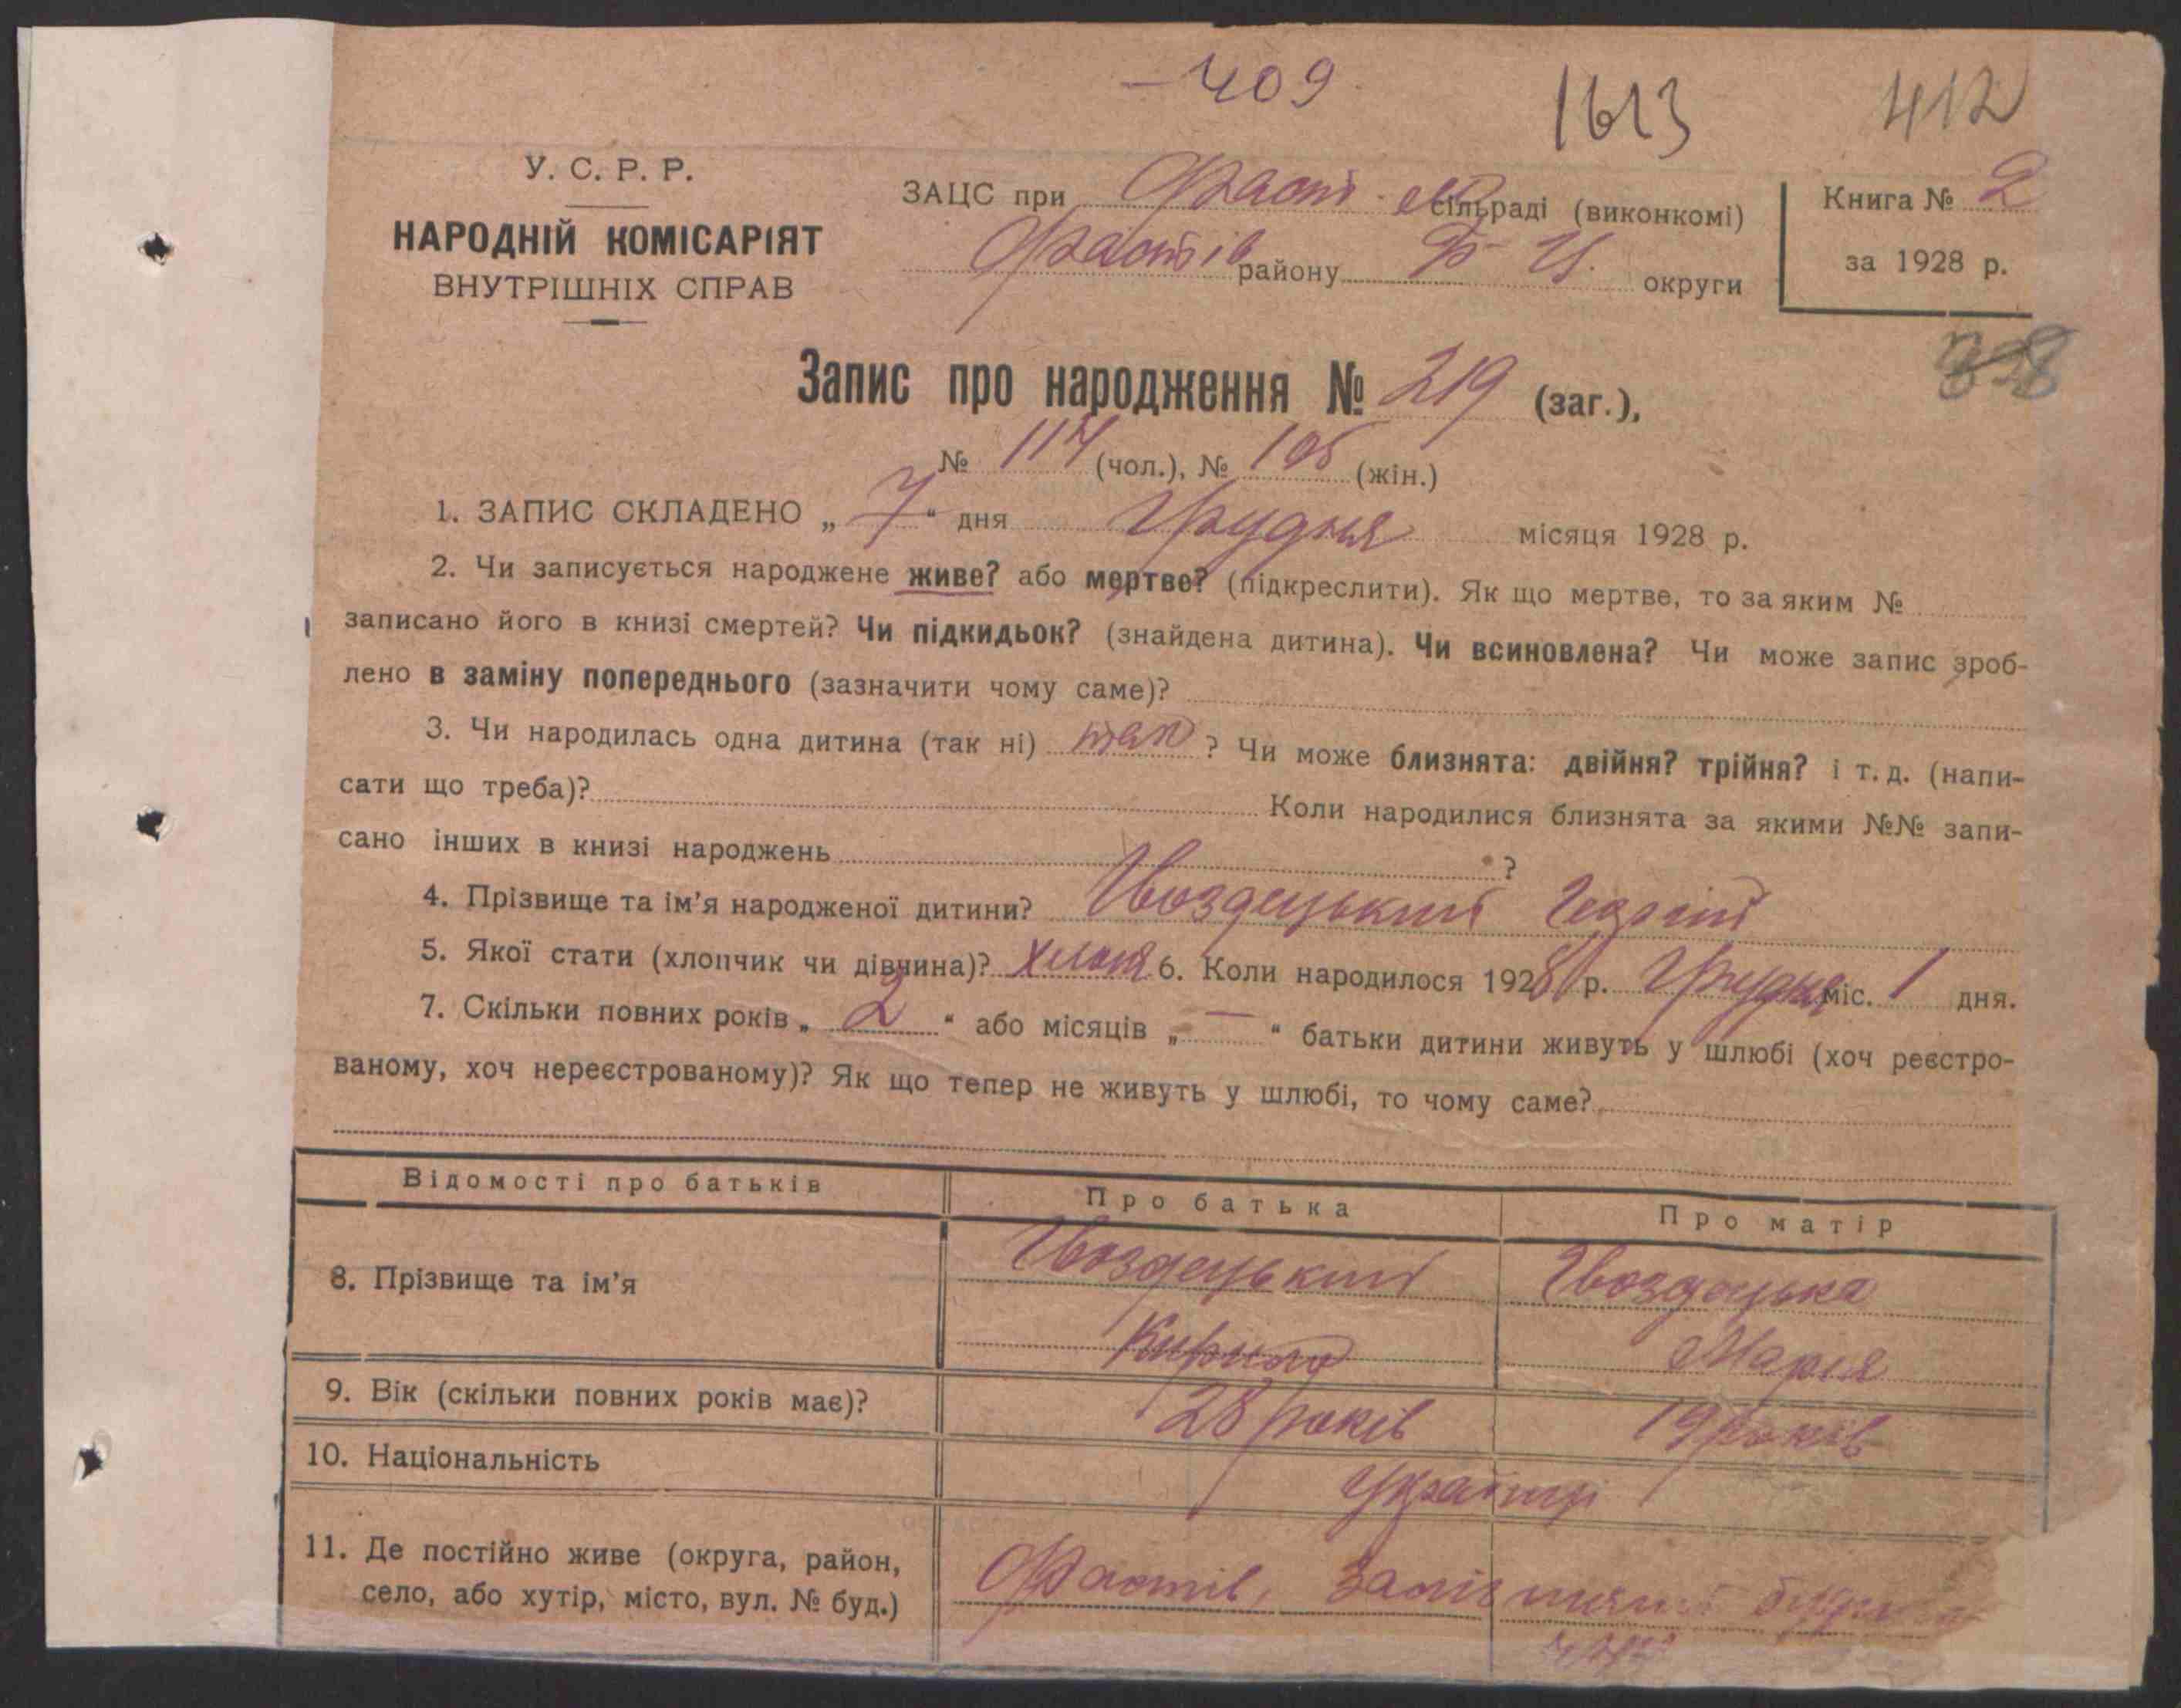 409
1613
412
У. С. Р. Р.
НАРОДНІЙ КОМІСАРІЯТ
ВНУТРІШНІХ СПРАВ
ЗАЦС при Фаст. сільраді (виконкомі)
Фастів району Б-Ц. округи
Книга № 2
за 1928 р.
Запис про народження № 219 (заг.),
№ 114 (чол.), № 105 (жін.)
1. ЗАПИС СКЛАДЕНО „ 7 “ дня Грудня місяця 1928 р.
2. Чи записується народжене живе? або мертве? (підкреслити). Як що мертве, то за яким №
записано його в книзі смертей? Чи підкидьок? (знайдена дитина). Чи всиновлена? Чи може запис зроб-
лено в заміну попереднього (зазначити чому саме)?
3. Чи народилась одна дитина (так ні) так ? Чи може близнята: двійня? трійня? і т. д. (напи-
сати що треба)? Коли народилися близнята за якими №№ запи-
сано інших в книзі народжень ?
4. Прізвище та ім’я народженої дитини? Гвоздецький Георгій
5. Якої стати (хлопчик чи дівчина)? 6. Коли народилося 1928 р. Грудня міс. 1 дня.
7. Скільки повних років „ 2 “ або місяців „ — “ батьки дитини живуть у шлюбі (хоч реєстро-
ваному, хоч нереєстрованому)? Як що тепер не живуть у шлюбі, то чому саме?
Відомості про батьків
Про батька
Про матір
8. Прізвище та ім’я
Гвоздецький
Кирило
Гвоздецька
Марія
9. Вік (скільки повних років має)?
28 років
19 років
10. Національність
Українці
11. Де постійно живе (округа, район,
село, або хутір, місто, вул. № буд.)
Фастів,